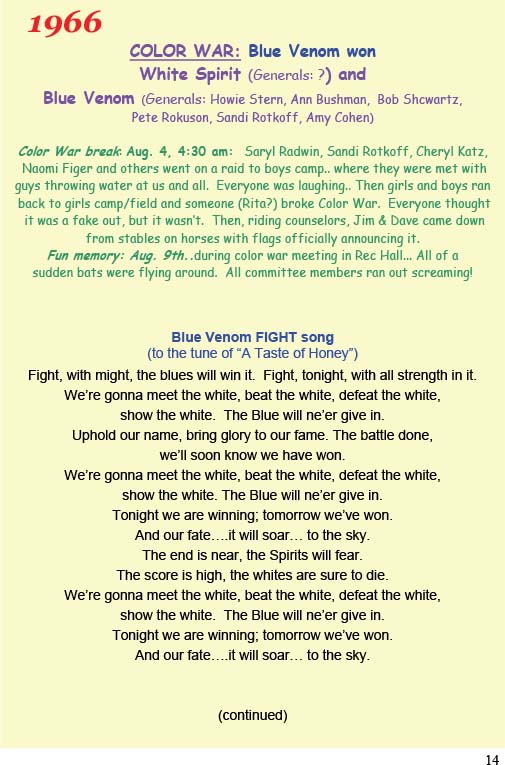 1966
COLOR WAR: Blue Venom won
White Spirit (Generals: ?) and
Blue Venom (Generals: Howie Stern, Ann Bushman,  Bob Shcwartz,
Pete Rokuson, Sandi Rotkoff, Amy Cohen)
Color War break: Aug. 4, 4:30 am:   Saryl Radwin, Sandi Rotkoff, Cheryl Katz,
Naomi Figer and others went on a raid to boys camp.. where they were met with
guys throwing water at us and all.  Everyone was laughing.. Then girls and boys ran
back to girls camp/field and someone (Rita?) broke Color War.  Everyone thought
it was a fake out, but it wasn't.  Then, riding counselors, Jim & Dave came down
from stables on horses with flags officially announcing it.
Fun memory: Aug. 9th..during color war meeting in Rec Hall... All of a
sudden bats were flying around.  All committee members ran out screaming!
Blue Venom FIGHT song
(to the tune of “A Taste of Honey”)
Fight, with might, the blues will win it.  Fight, tonight, with all strength in it.
We’re gonna meet the white, beat the white, defeat the white,
show the white.  The Blue will ne’er give in.
Uphold our name, bring glory to our fame. The battle done,
we’ll soon know we have won.
We’re gonna meet the white, beat the white, defeat the white,
show the white. The Blue will ne’er give in.
Tonight we are winning; tomorrow we’ve won.
And our fate….it will soar… to the sky.
The end is near, the Spirits will fear.
The score is high, the whites are sure to die.
We’re gonna meet the white, beat the white, defeat the white,
show the white.  The Blue will ne’er give in.
Tonight we are winning; tomorrow we’ve won.
And our fate….it will soar… to the sky.
(continued)
14